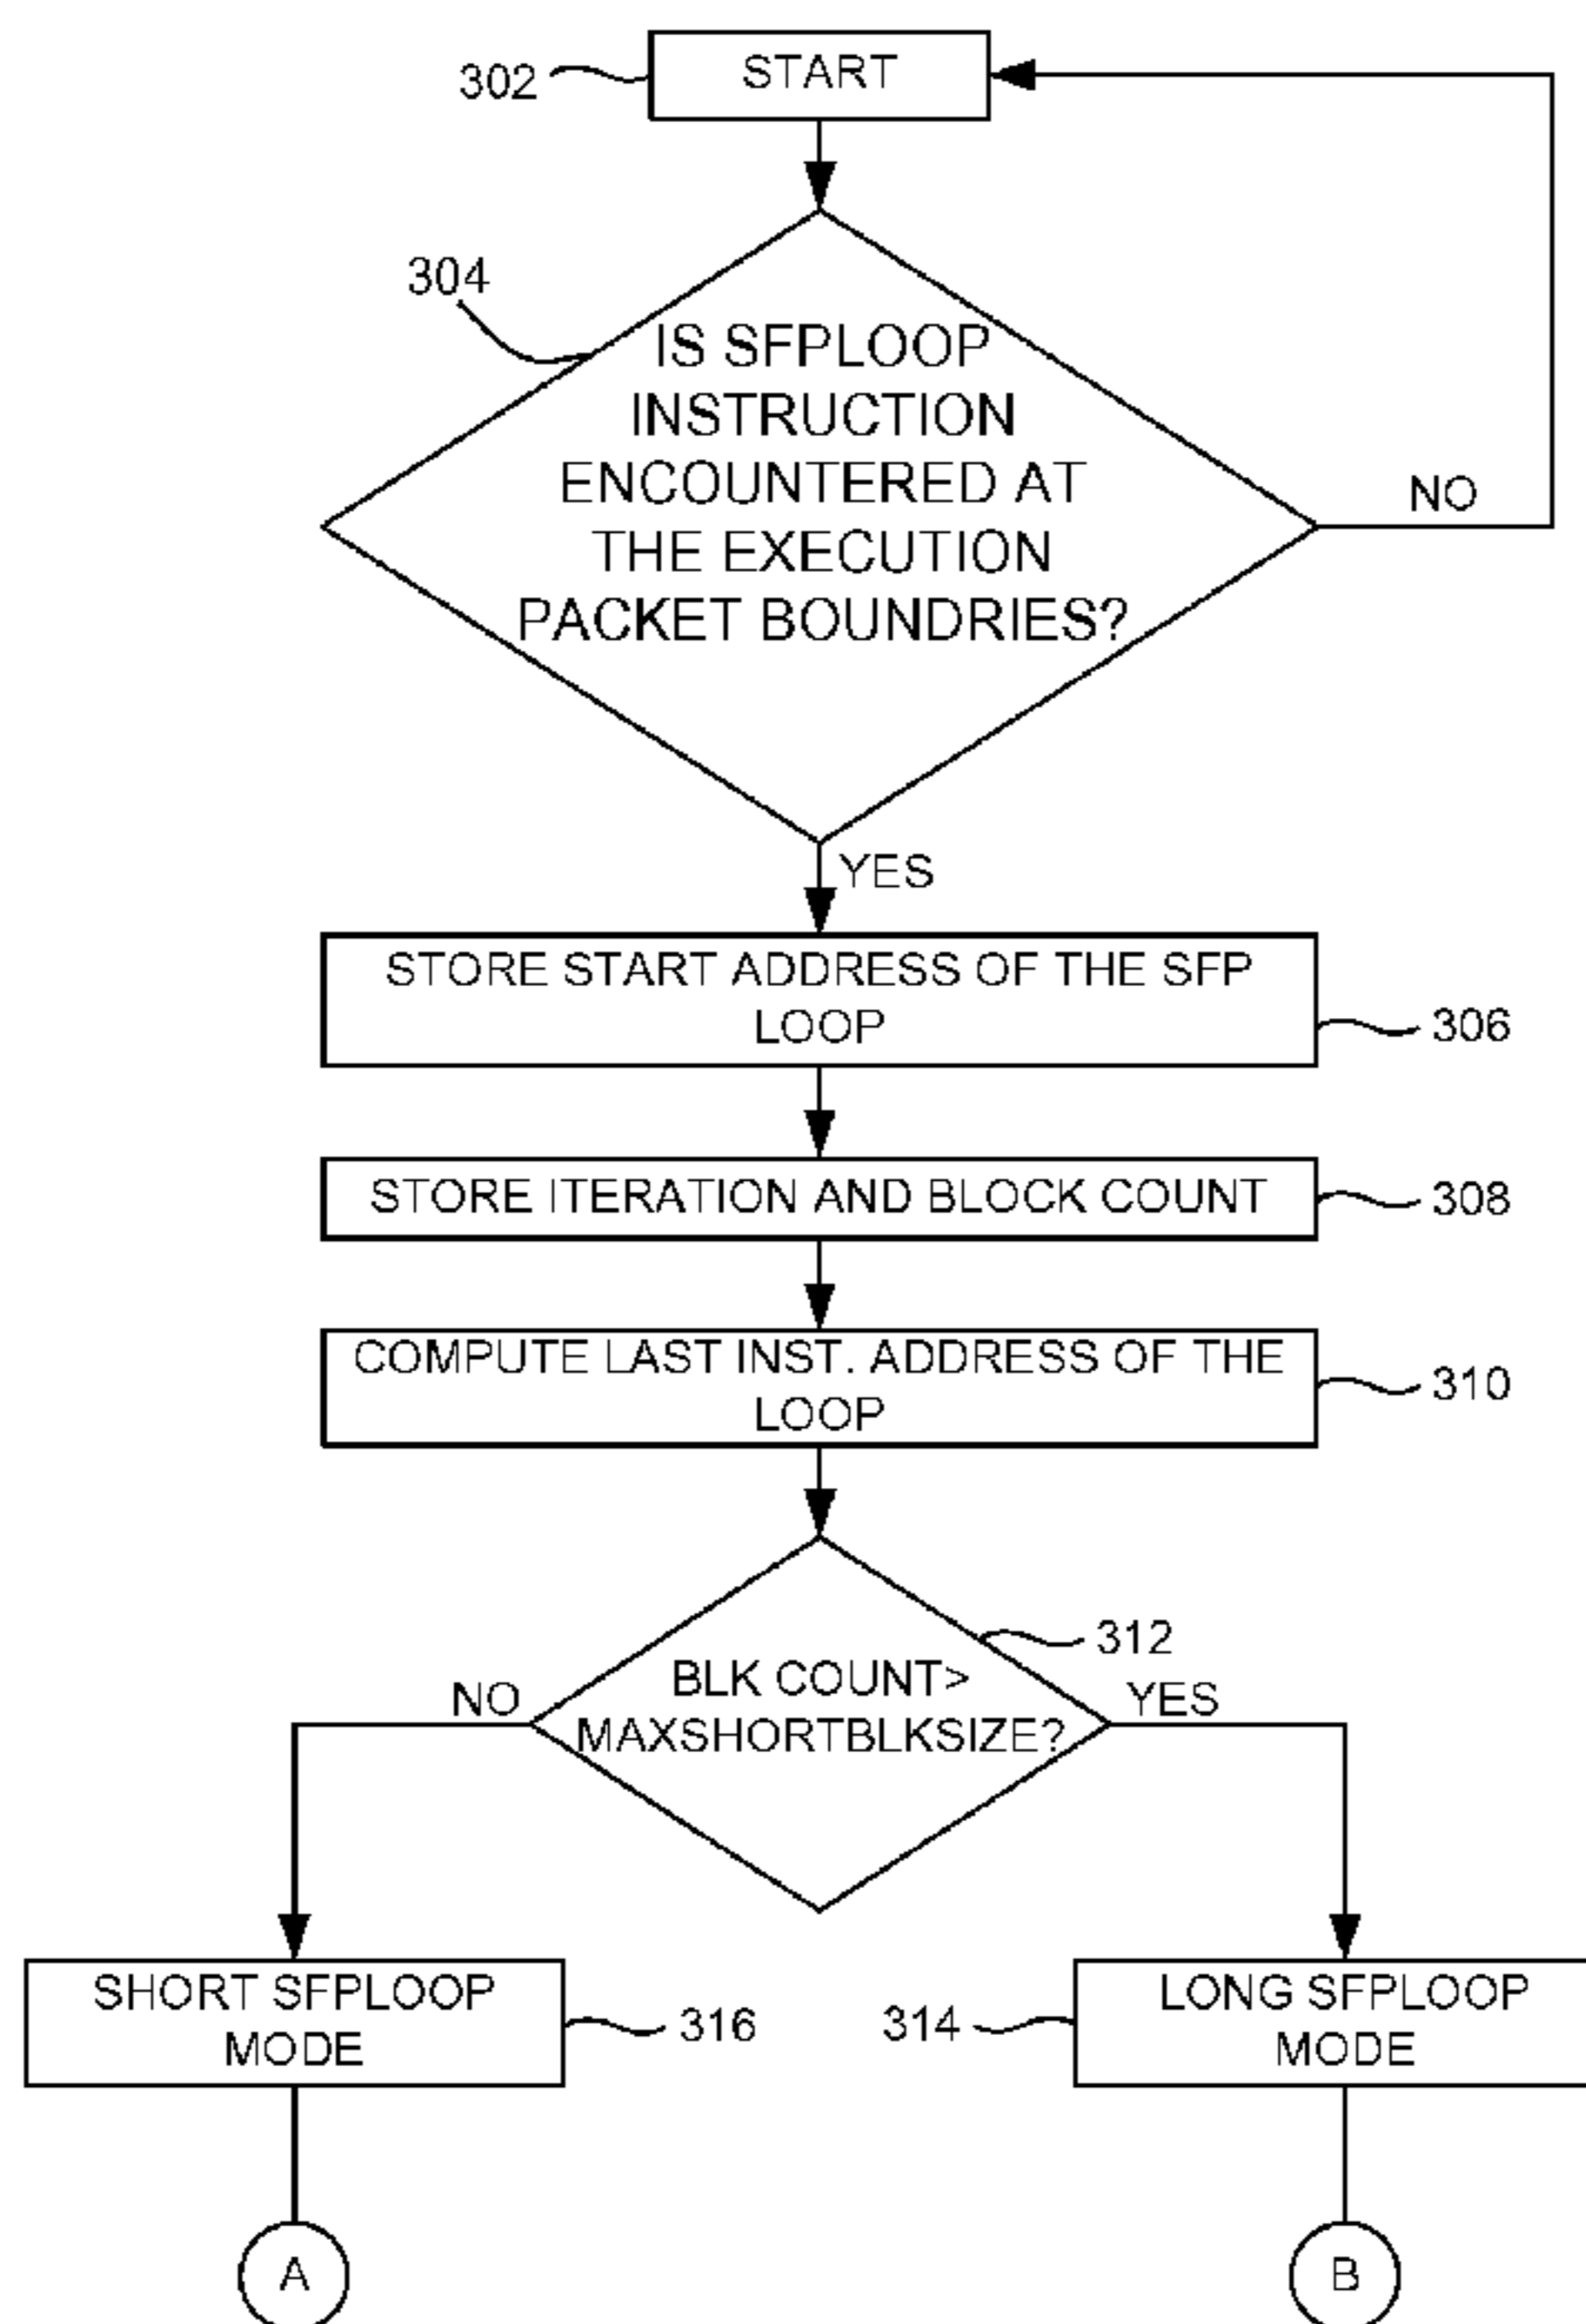 302
START
304
IS SFPLOOP
INSTRUCTION
ENCOUNTERED AT
THE EXECUTION
PACKET BOUNDRIES?
NO
YES
STORE START ADDRESS OF THE SFP
LOOP
306
STORE ITERATION AND BLOCK COUNT
308
COMPUTE LAST INST. ADDRESS OF THE
LOOP
310
312
BLK COUNT>
MAXSHORTBLKSIZE?
NO
YES
SHORT SFPLOOP
MODE
316
314
LONG SFPLOOP
MODE
A
B